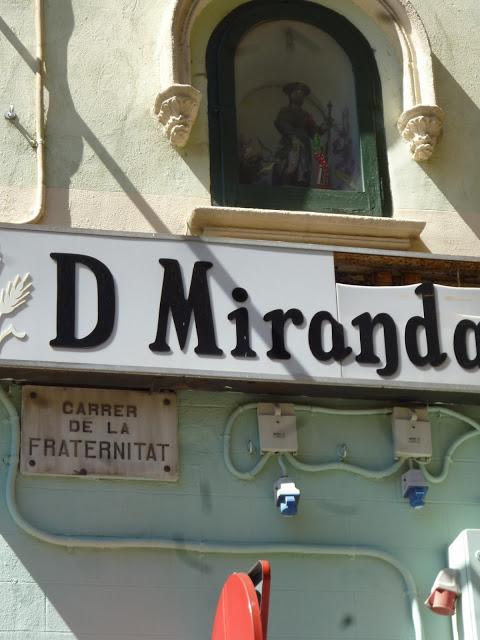 D Miranda
CARRER
DE LA
FRATERNITAT